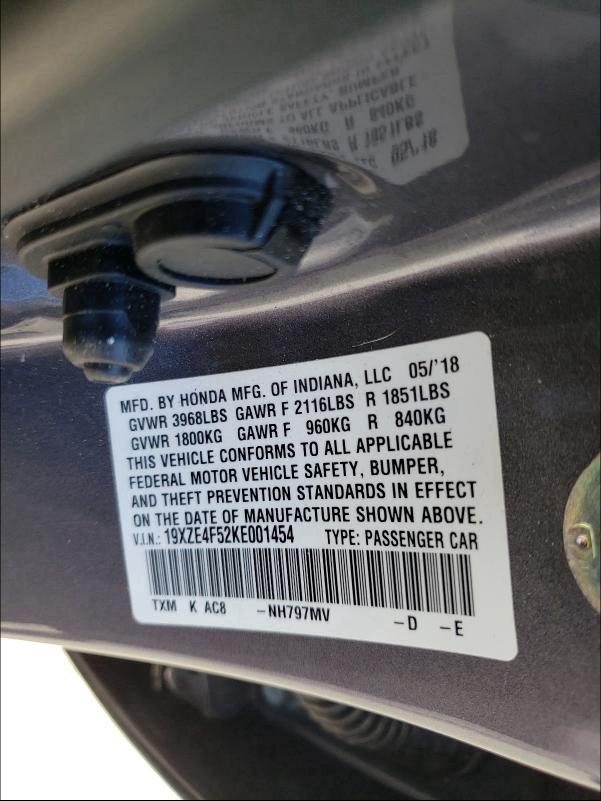 MFD. BY HONDA MFG. OF INDIANA, LLC 05/'18
GVWR 3968LBS GAWR F 2116LBS R 1851LBS
GVWR 1800KG GAWR F 960KG R 840KG
THIS VEHICLE CONFORMS TO ALL APPLICABLE
FEDERAL MOTOR VEHICLE SAFETY, BUMPER,
AND THEFT PREVENTION STANDARDS IN EFFECT
ON THE DATE OF MANUFACTURE SHOWN ABOVE.
V.I.N.: 19XZE4F52KE001454 TYPE: PASSENGER CAR
TXM K AC8 -NH797MV -D -E